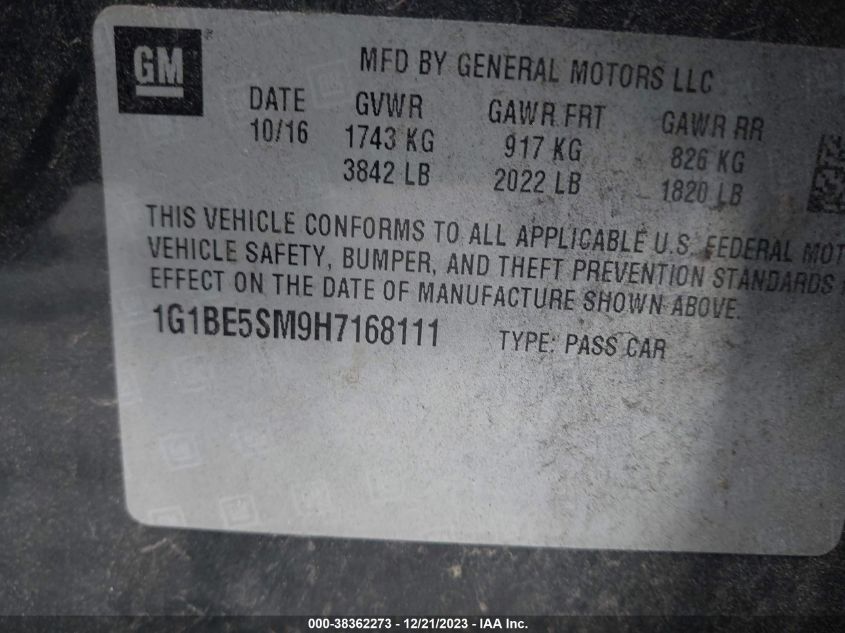 GM
MFD BY GENERAL MOTORS LLC
DATE GVWR GAWR FRT GAWR RR
10/16 1743 KG 917 KG 826 KG
3842 LB 2022 LB 1820 LB
THIS VEHICLE CONFORMS TO ALL APPLICABLE U.S. FEDERAL MOT
VEHICLE SAFETY, BUMPER, AND THEFT PREVENTION STANDARDS
EFFECT ON THE DATE OF MANUFACTURE SHOWN ABOVE.
1G1BE5SM9H7168111 TYPE: PASS CAR
000-38362273 - 12/21/2023 - IAA Inc.